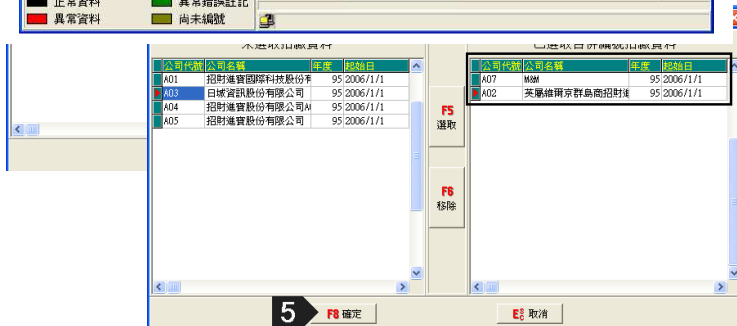 正常資料 異常錯誤註記
異常資料 尚未編號
未選取扣繳資料 已選取合併編號扣繳資料
公司代號 公司名稱 年度 起始日
A01 招財進寶國際科技股份有 95 2006/1/1
A03 日城資訊股份有限公司 95 2006/1/1
A04 招財進寶股份有限公司A( 95 2006/1/1
A05 招財進寶股份有限公司 95 2006/1/1
F5
選取
F6
移除
公司代號 公司名稱 年度 起始日
A07 M&M 95 2006/1/1
A02 英屬維爾京群島商招財進 95 2006/1/1
5 F8 確定 Esc 取消